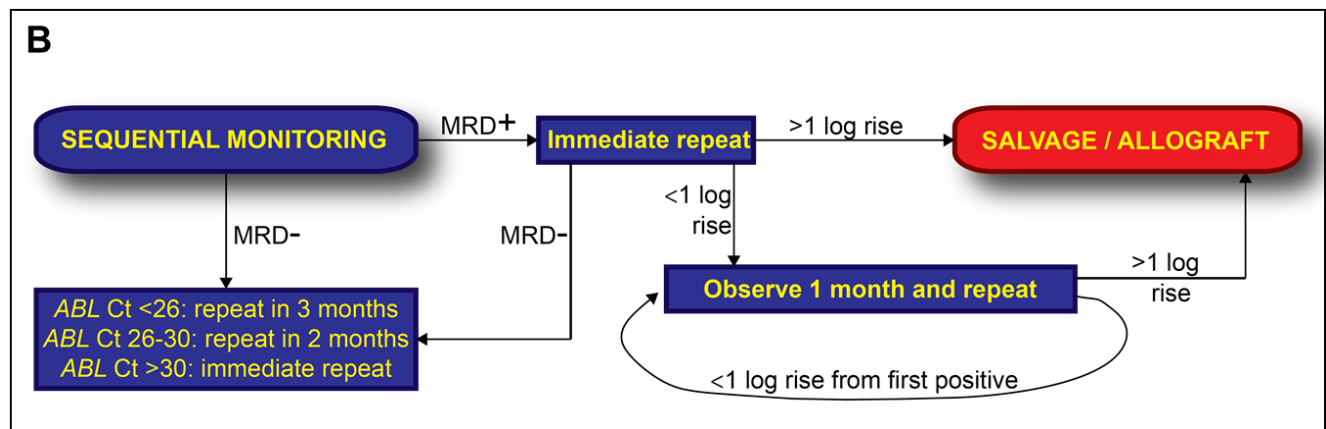 B
SEQUENTIAL MONITORING
MRD+
Immediate repeat
>1 log rise
SALVAGE / ALLOGRAFT
<1 log
rise
MRD-
MRD-
>1 log
rise
Observe 1 month and repeat
ABL Ct <26: repeat in 3 months
ABL Ct 26-30: repeat in 2 months
ABL Ct >30: immediate repeat
<1 log rise from first positive